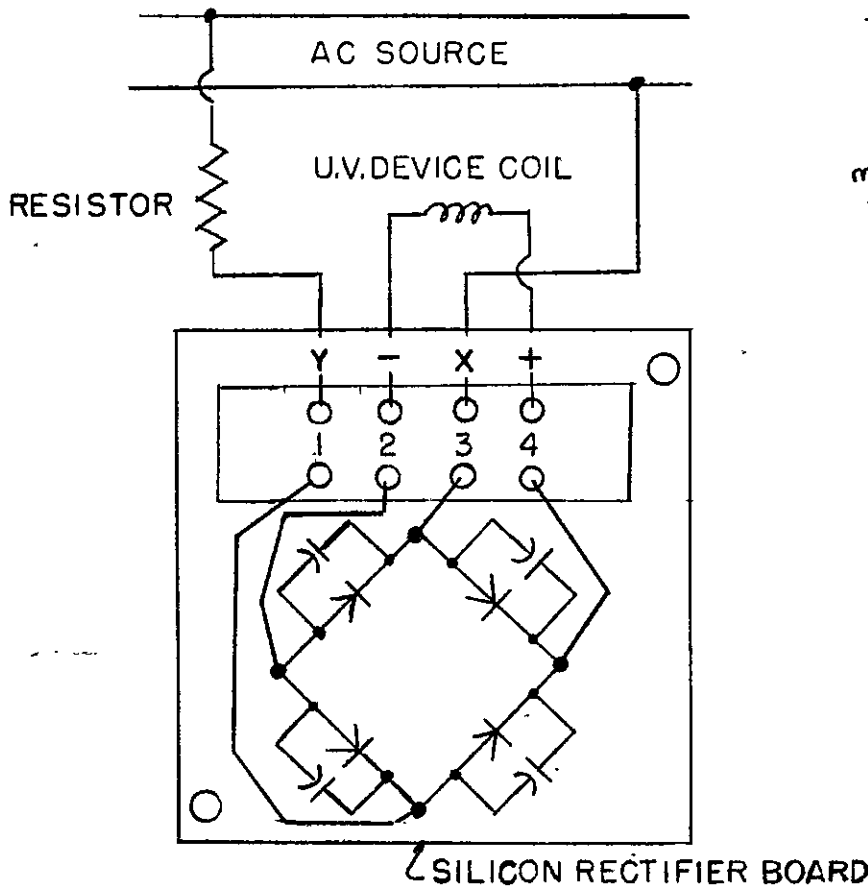 AC SOURCE
U.V. DEVICE COIL
RESISTOR
Y - X +
1 2 3 4
SILICON RECTIFIER BOARD